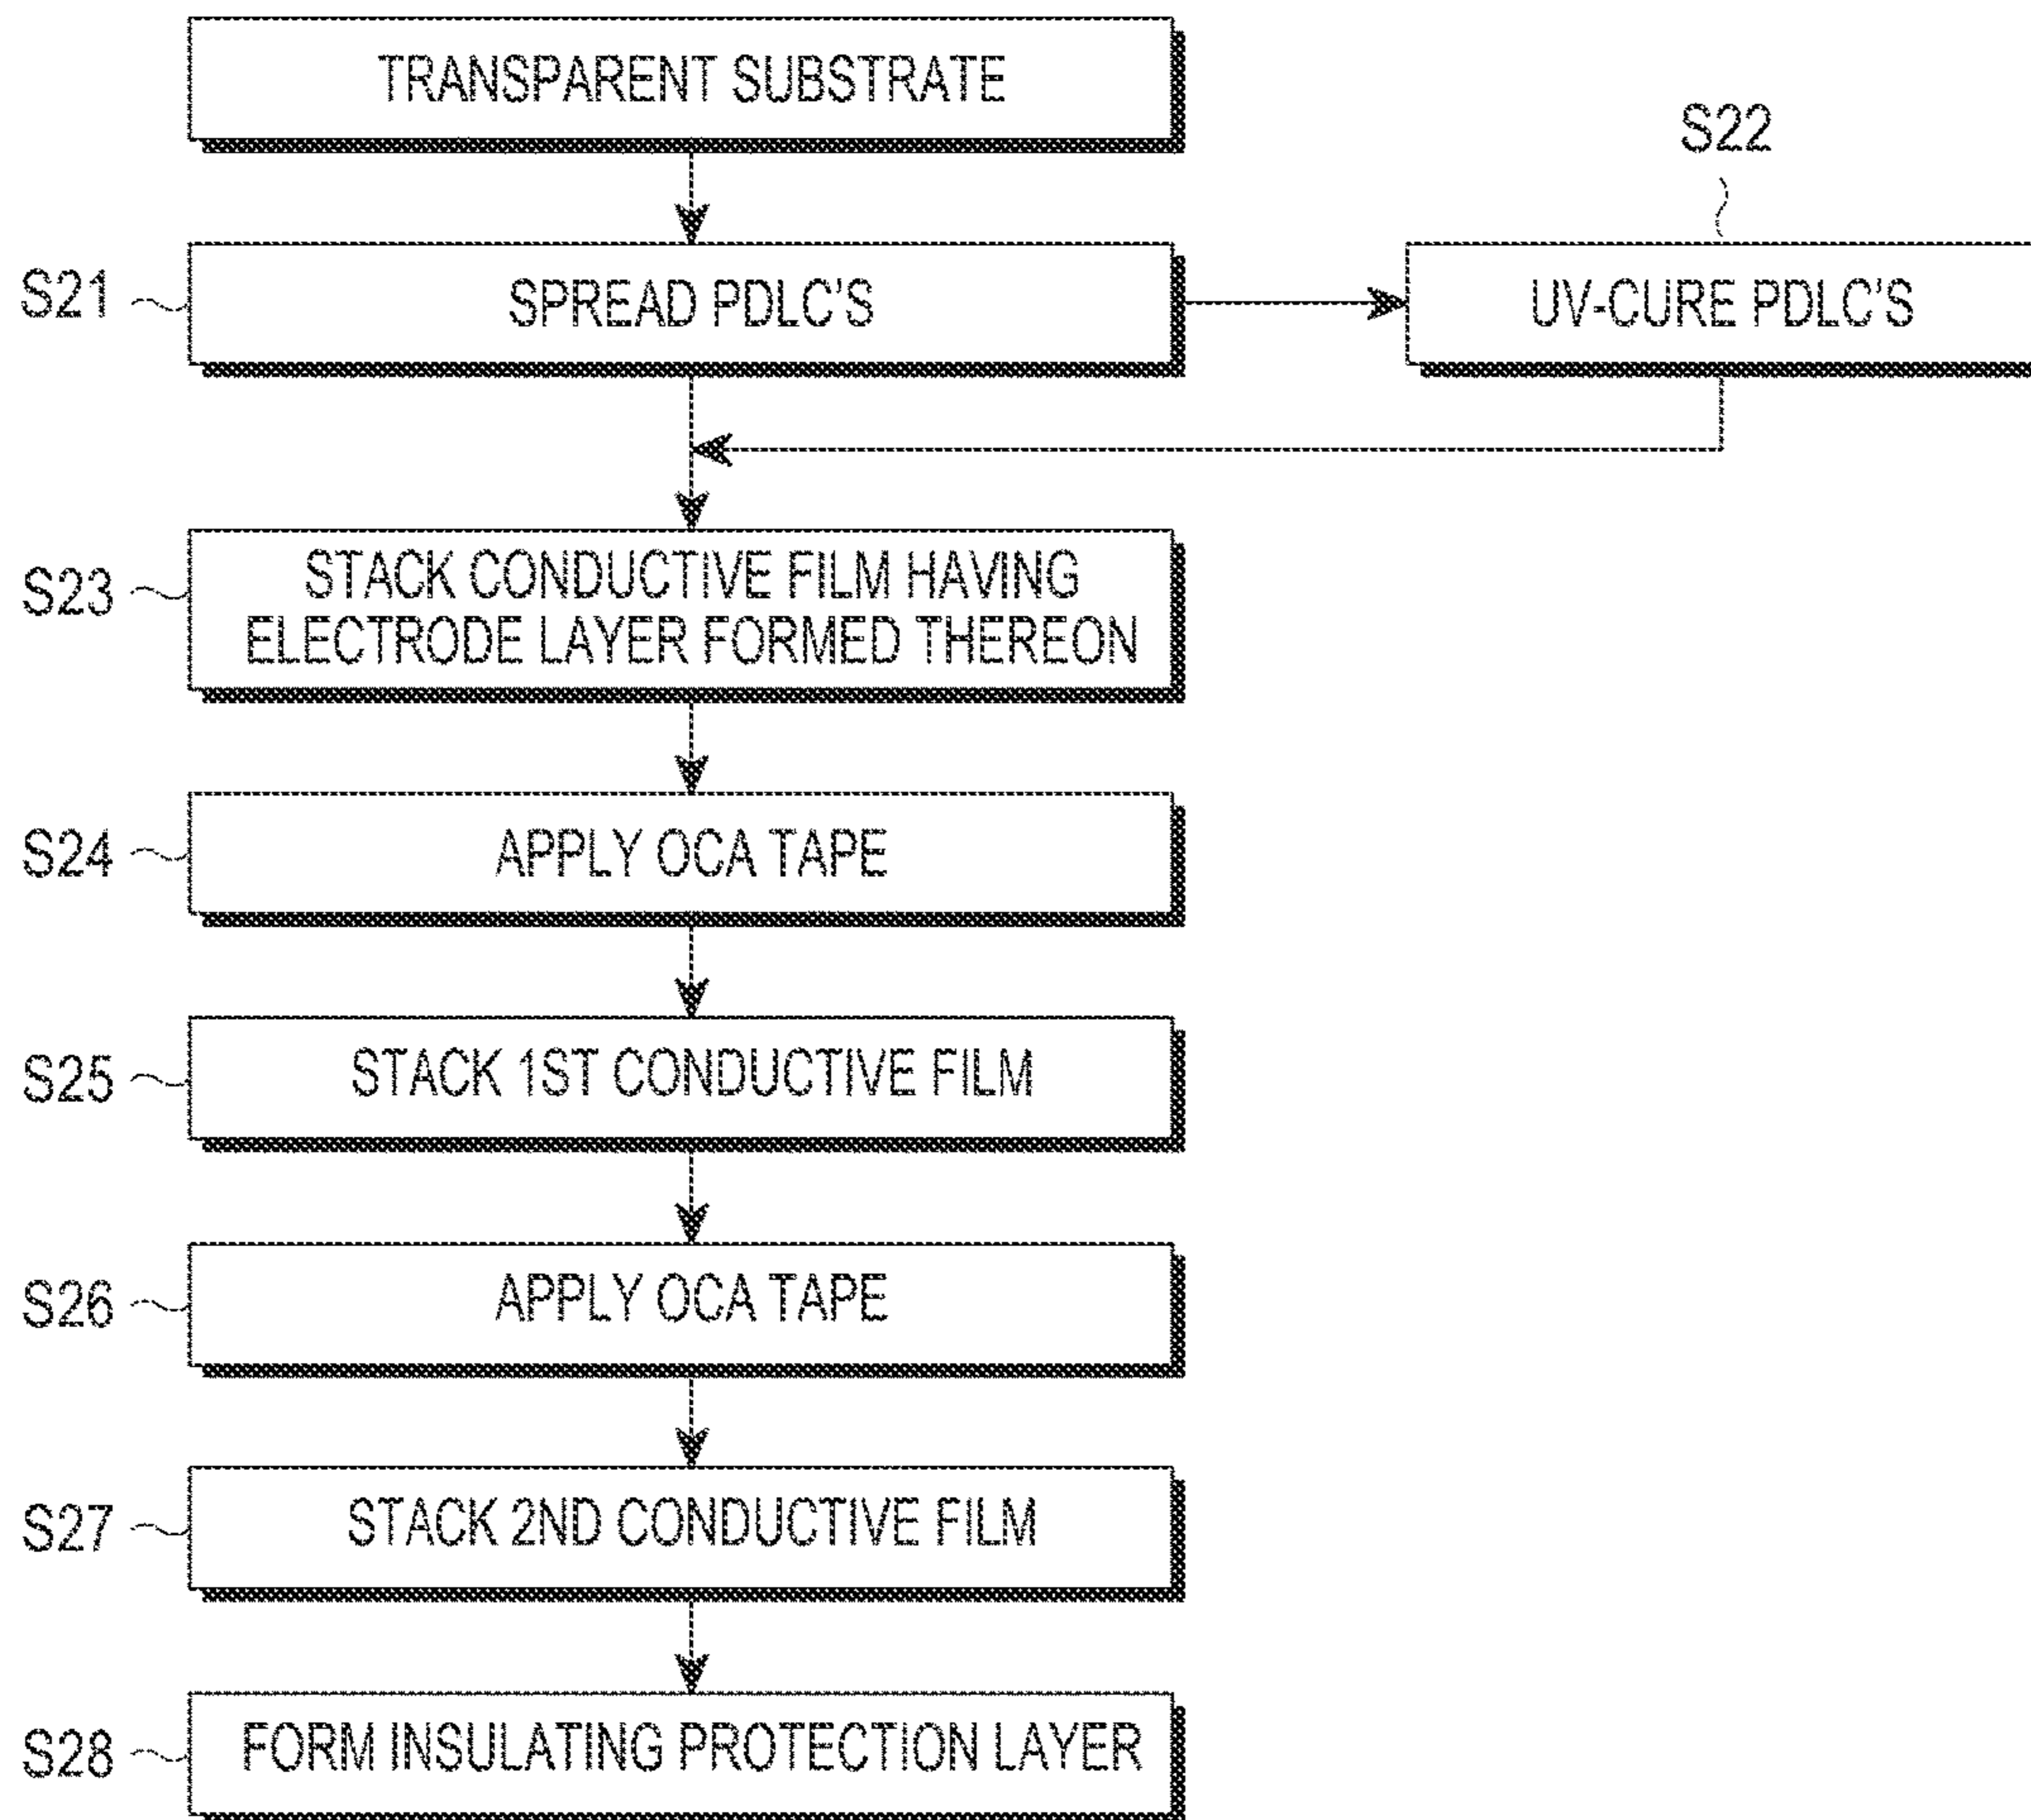 TRANSPARENT SUBSTRATE
S22
S21
SPREAD PDLC'S
UV-CURE PDLC'S
S23
STACK CONDUCTIVE FILM HAVING
ELECTRODE LAYER FORMED THEREON
S24
APPLY OCA TAPE
S25
STACK 1ST CONDUCTIVE FILM
S26
APPLY OCA TAPE
S27
STACK 2ND CONDUCTIVE FILM
S28
FORM INSULATING PROTECTION LAYER